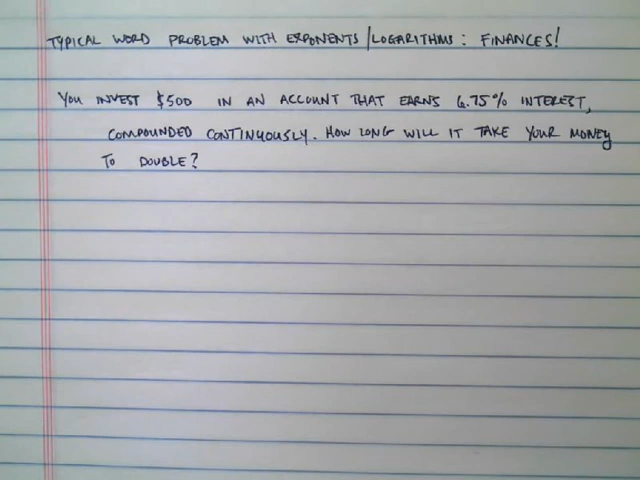 TYPICAL WORD PROBLEM WITH EXPONENTS/LOGARITHMS: FINANCES!
YOU INVEST $500 IN AN ACCOUNT THAT EARNS 6.75% INTEREST,
COMPOUNDED CONTINUOUSLY. HOW LONG WILL IT TAKE YOUR MONEY
TO DOUBLE?